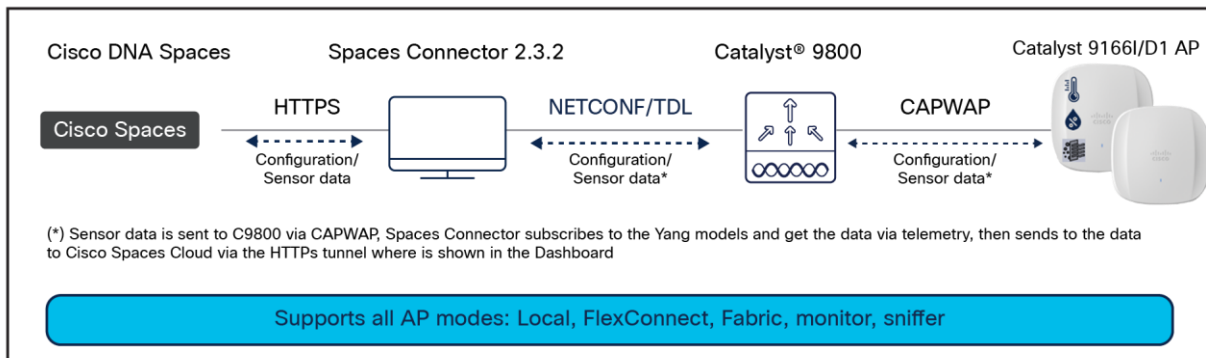 Cisco DNA Spaces
Spaces Connector 2.3.2
Catalyst® 9800
Catalyst 9166I/D1 AP
Cisco Spaces
HTTPS
Configuration/
Sensor data
NETCONF/TDL
Configuration/
Sensor data*
CAPWAP
Configuration/
Sensor data*
(*) Sensor data is sent to C9800 via CAPWAP, Spaces Connector subscribes to the Yang models and get the data via telemetry, then sends to the data
to Cisco Spaces Cloud via the HTTPs tunnel where is shown in the Dashboard
Supports all AP modes: Local, FlexConnect, Fabric, monitor, sniffer